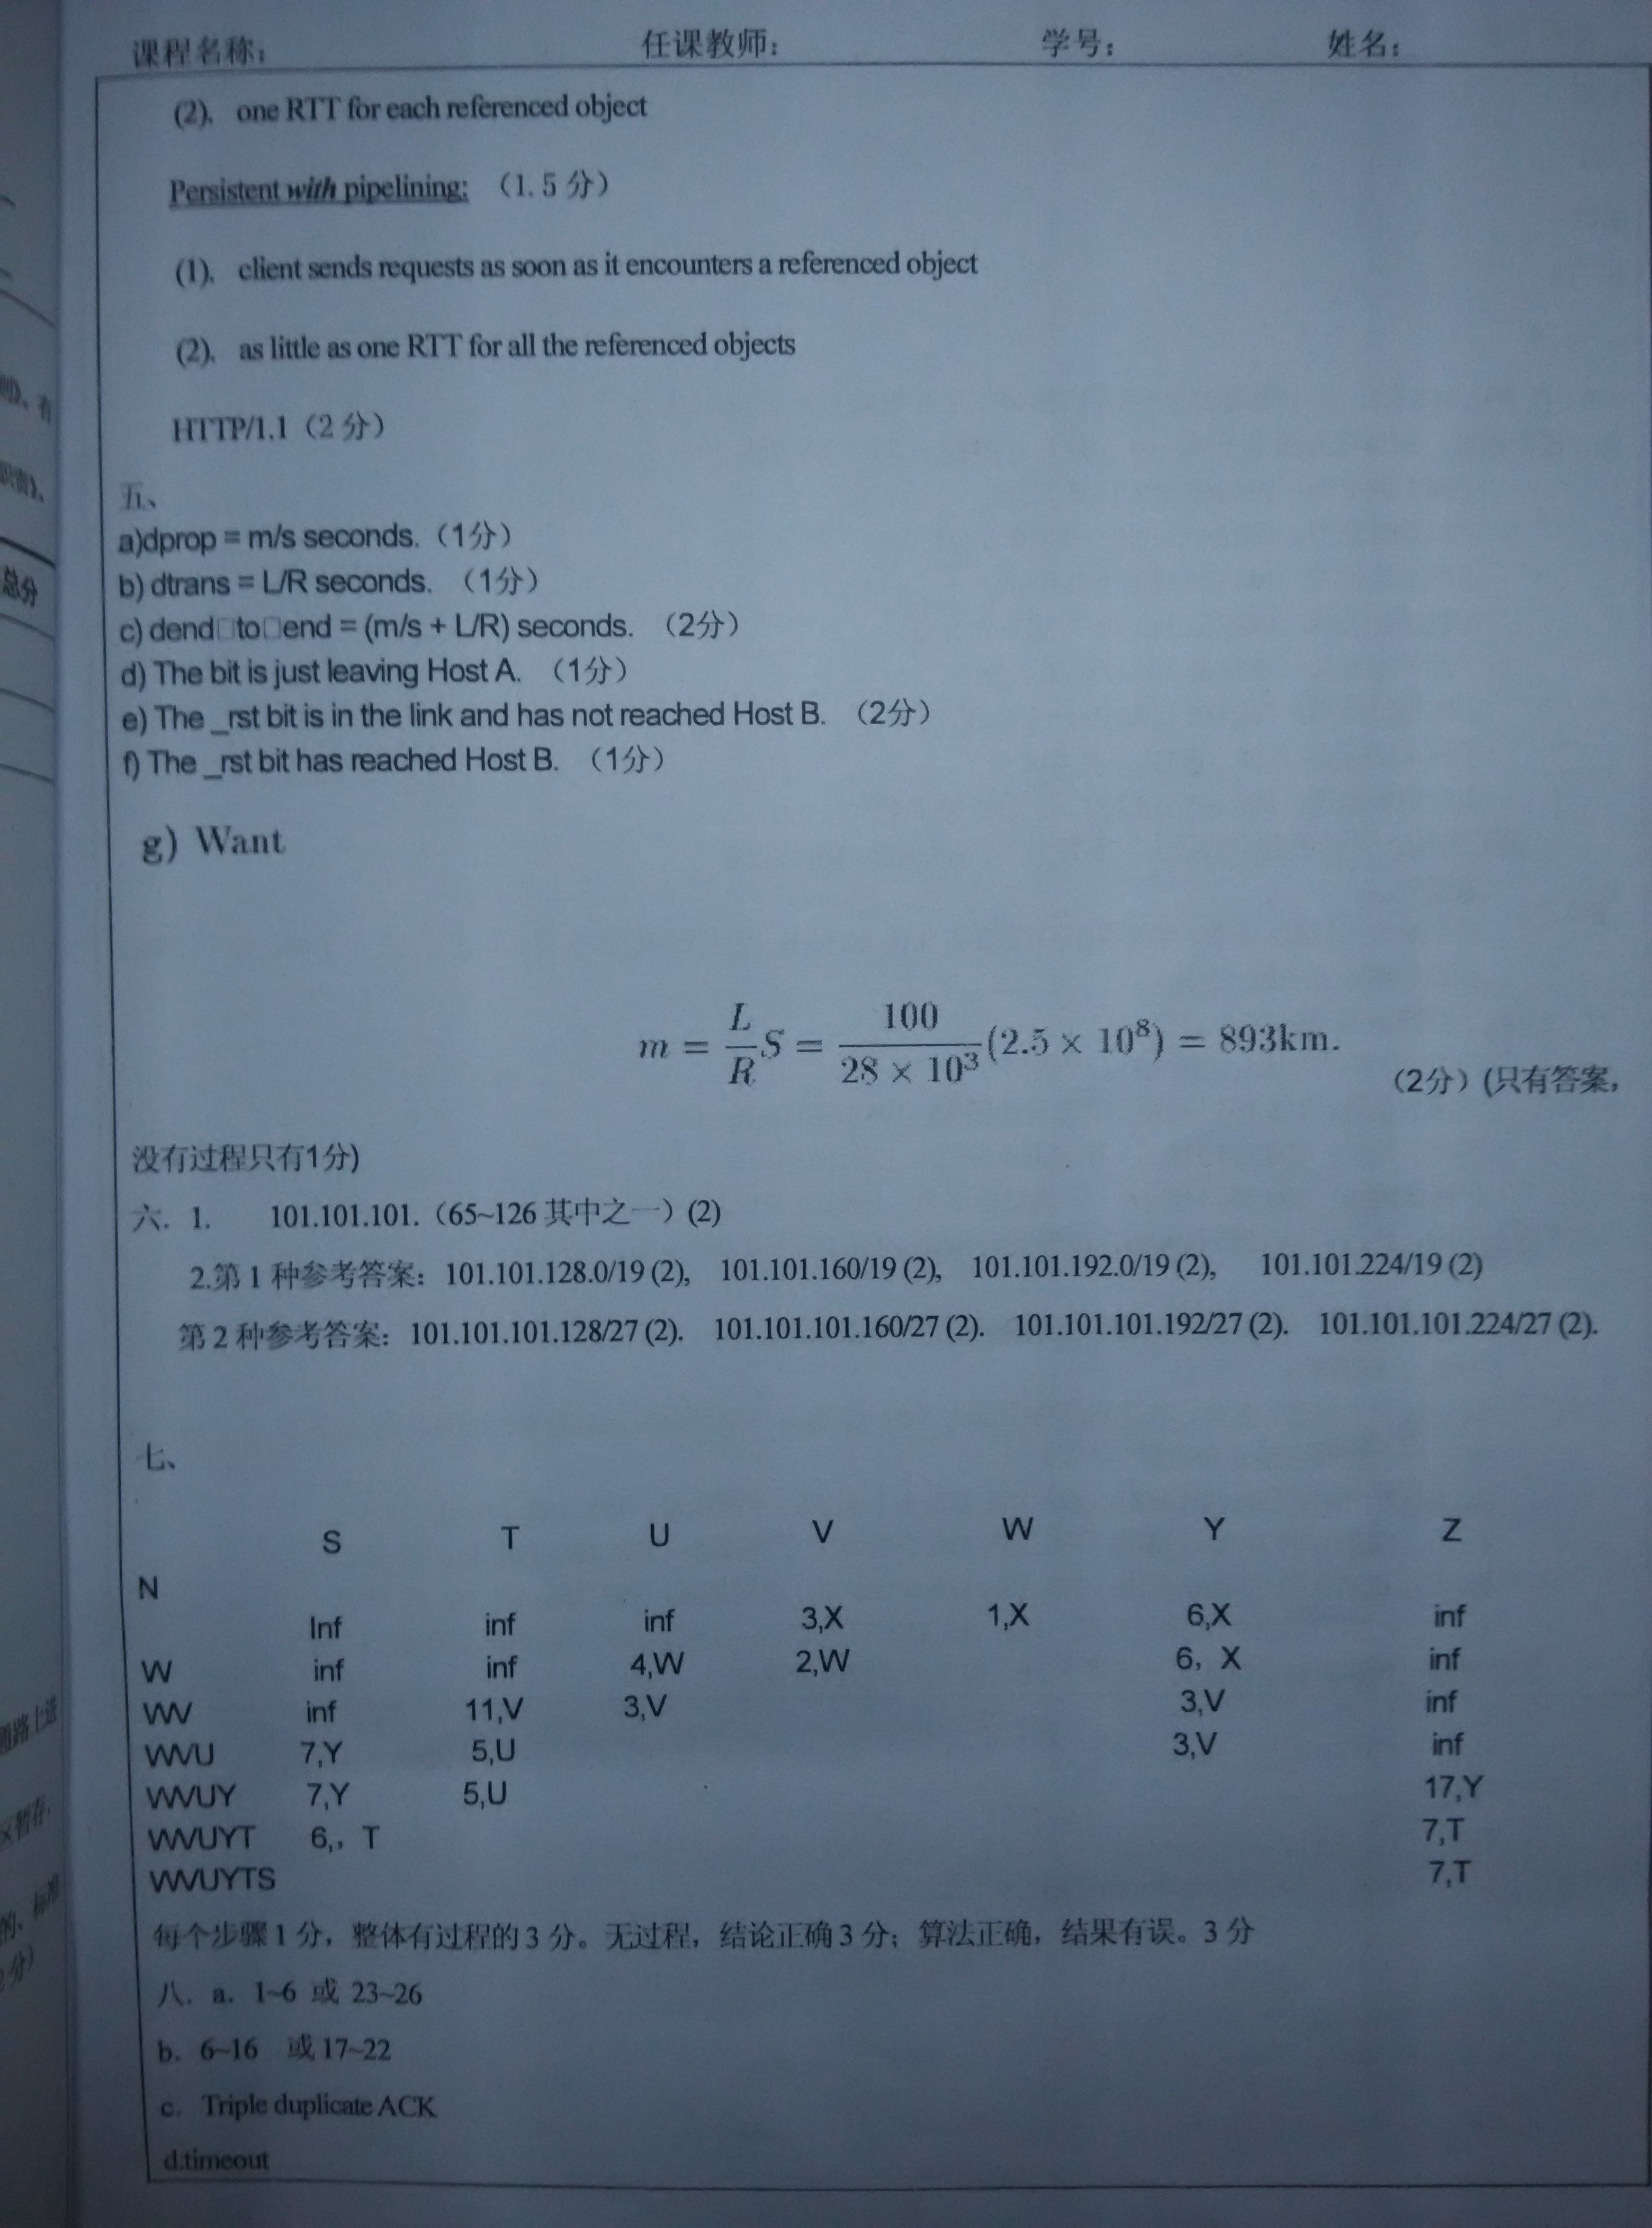 课程名称: 任课教师: 学号: 姓名:
(2). one RTT for each referenced object
Persistent with pipelining: （1.5 分）
(1). client sends requests as soon as it encounters a referenced object
(2). as little as one RTT for all the referenced objects
HTTP/1.1（2 分）
五、
a)dprop = m/s seconds.（1分）
b) dtrans = L/R seconds. （1分）
c) dend□to□end = (m/s + L/R) seconds. （2分）
d) The bit is just leaving Host A. （1分）
e) The _rst bit is in the link and has not reached Host B. （2分）
f) The _rst bit has reached Host B. （1分）
g) Want
m = L/R S = 100/(28 × 10³) (2.5 × 10⁸) = 893km.
（2分）(只有答案，
没有过程只有1分)
六. 1. 101.101.101.（65~126 其中之一）(2)
2.第 1 种参考答案：101.101.128.0/19 (2), 101.101.160/19 (2), 101.101.192.0/19 (2), 101.101.224/19 (2)
第 2 种参考答案：101.101.101.128/27 (2). 101.101.101.160/27 (2). 101.101.101.192/27 (2). 101.101.101.224/27 (2).
七、
S T U V W Y Z
N
Inf inf inf 3,X 1,X 6,X inf
W inf inf 4,W 2,W 6, X inf
WV inf 11,V 3,V 3,V inf
WVU 7,Y 5,U 3,V inf
WVUY 7,Y 5,U 17,Y
WVUYT 6,, T 7,T
WVUYTS 7,T
每个步骤 1 分，整体有过程的 3 分。无过程，结论正确 3 分；算法正确，结果有误。3 分
八. a. 1~6 或 23~26
b. 6~16 或 17~22
c. Triple duplicate ACK
d.timeout
总分